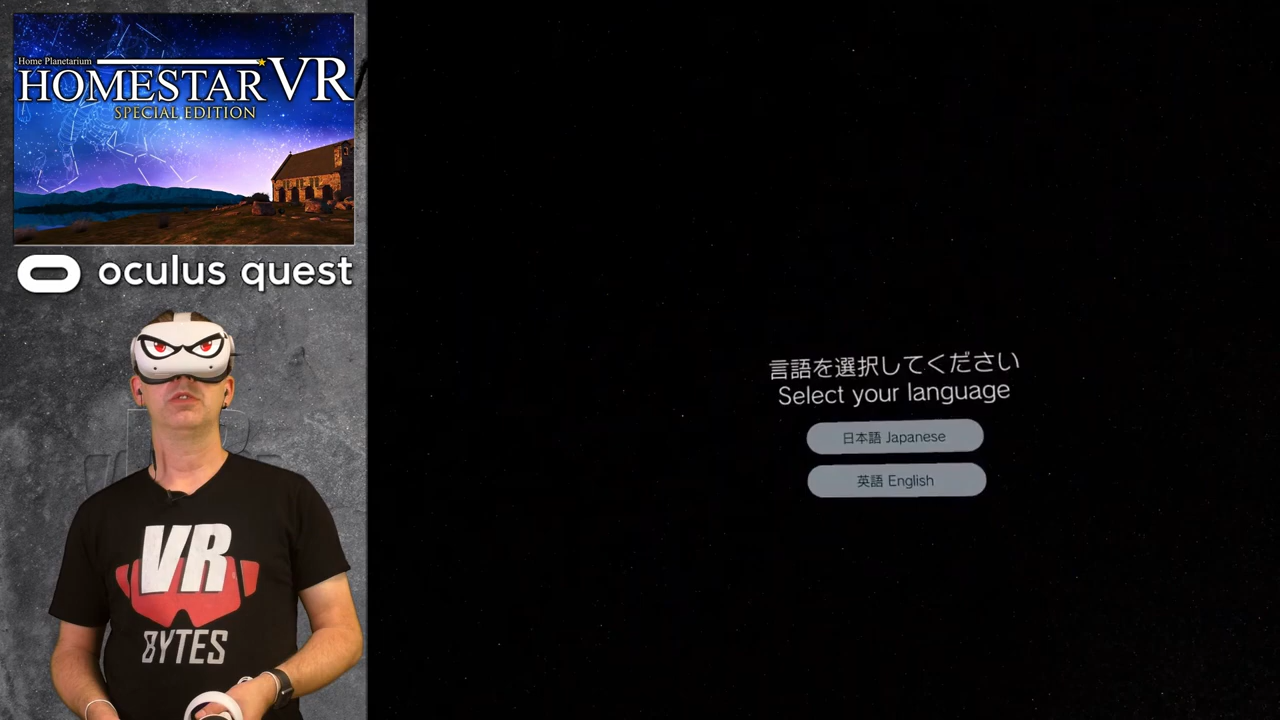 Home Planetarium
HOMESTAR VR
SPECIAL EDITION
oculus quest
VR
BYTES
言語を選択してください
Select your language
日本語 Japanese
英語 English